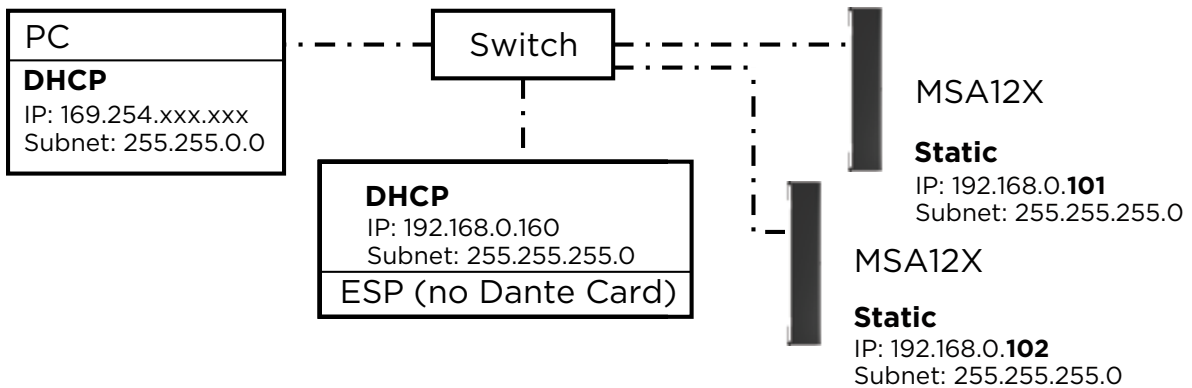 PC
DHCP
IP: 169.254.xxx.xxx
Subnet: 255.255.0.0
Switch
DHCP
IP: 192.168.0.160
Subnet: 255.255.255.0
ESP (no Dante Card)
MSA12X
Static
IP: 192.168.0.101
Subnet: 255.255.255.0
MSA12X
Static
IP: 192.168.0.102
Subnet: 255.255.255.0